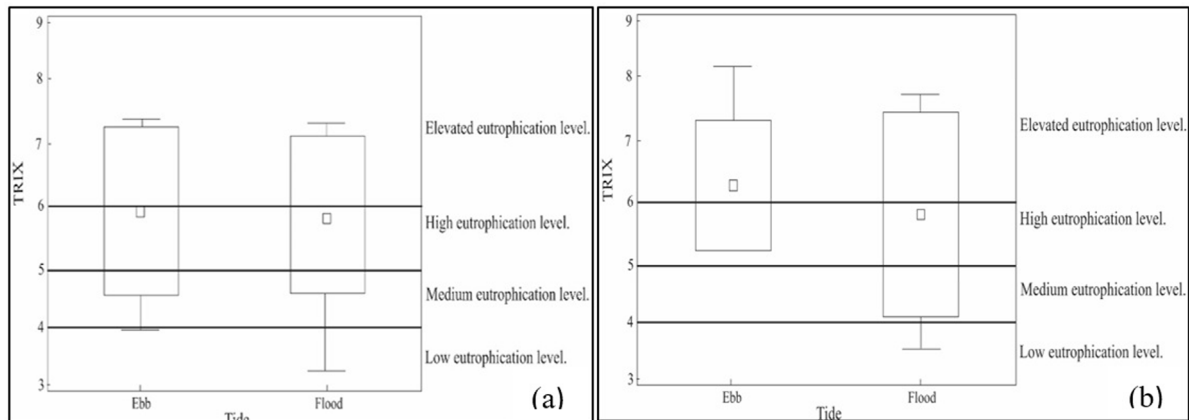 9
8
7
6
5
4
3
TRIX
Ebb
Flood
Tide
Elevated eutrophication level.
High eutrophication level.
Medium eutrophication level.
Low eutrophication level.
(a)
9
8
7
6
5
4
3
TRIX
Ebb
Flood
Tide
Elevated eutrophication level.
High eutrophication level.
Medium eutrophication level.
Low eutrophication level.
(b)